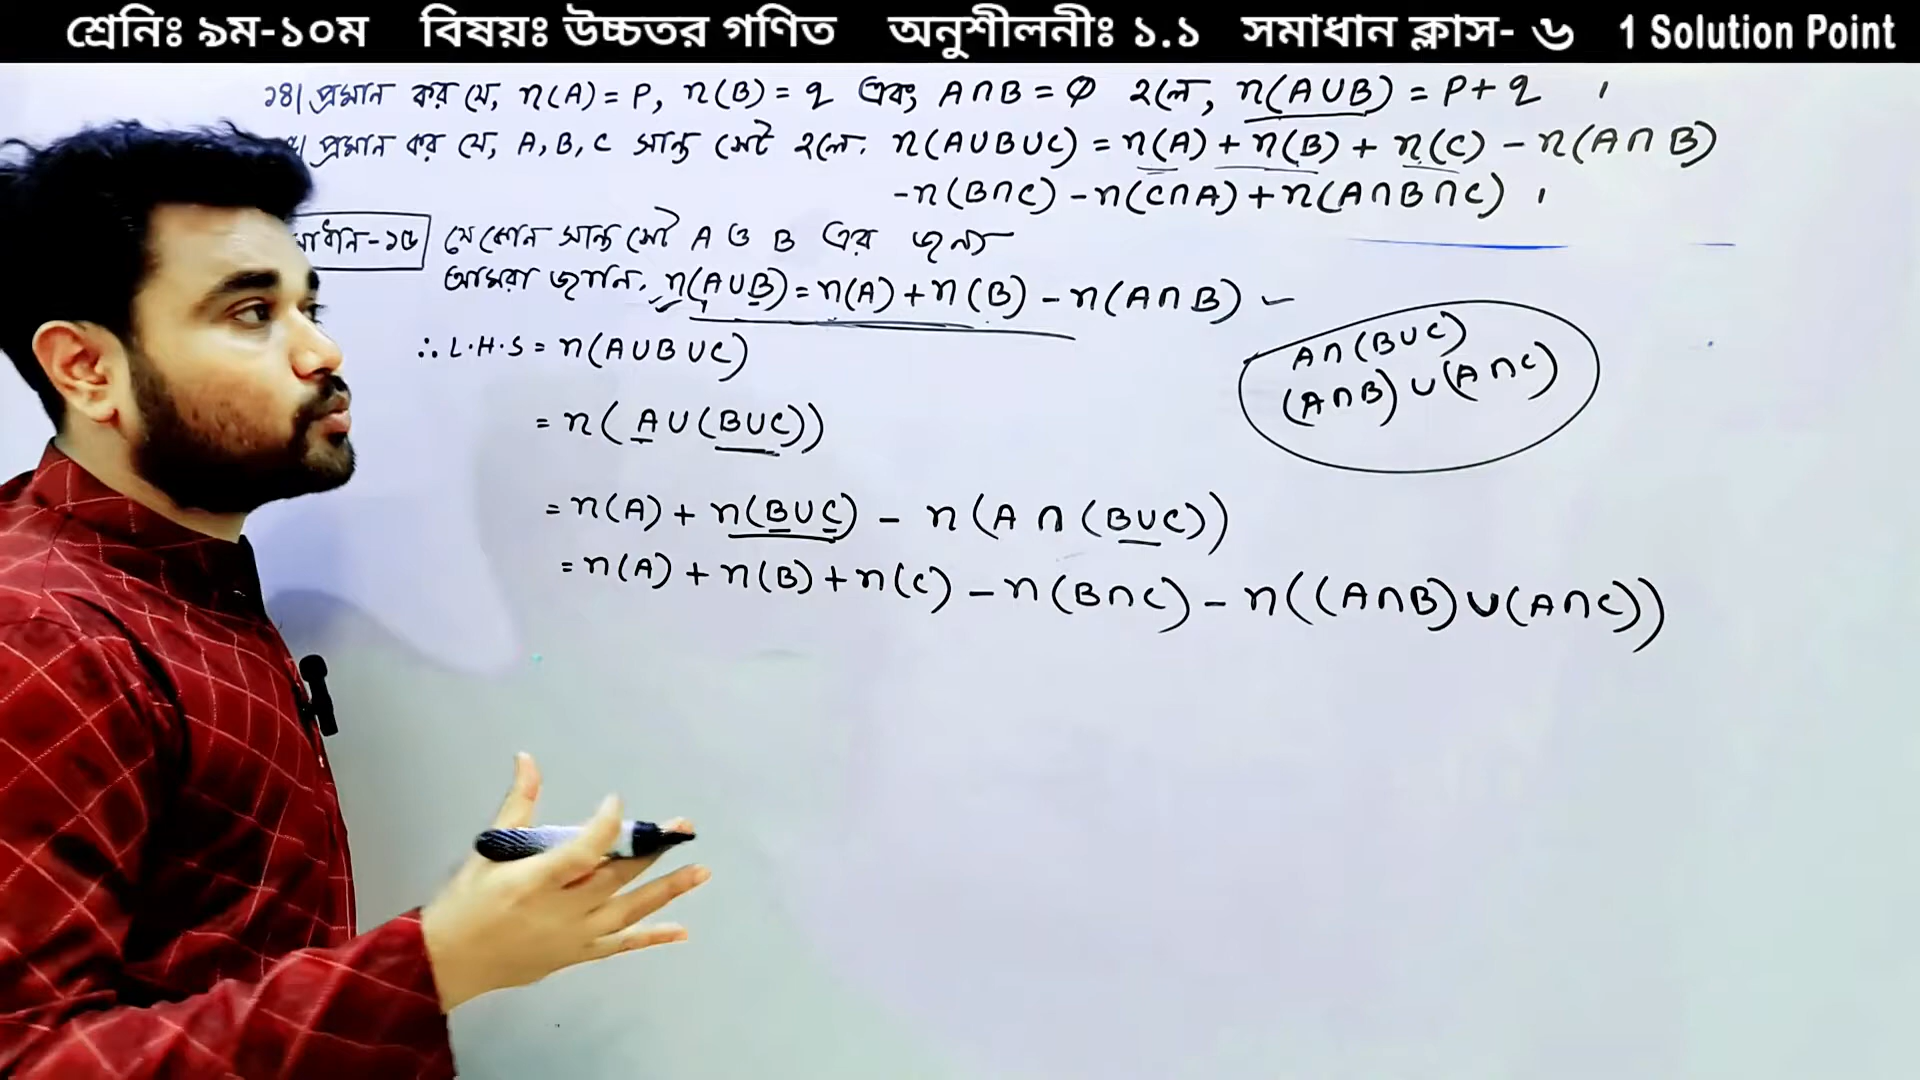 শ্রেনিঃ ৯ম-১০ম বিষয়ঃ উচ্চতর গণিত অনুশীলনীঃ ১.১ সমাধান ক্লাস- ৬ 1 Solution Point
১৪| প্রমান কর যে, n(A) = P, n(B) = q এবং A∩B = Φ হলে, n(A∪B) = P+q ।
প্রমান কর যে, A, B, C সান্ত সেট হলে. n(A∪B∪C) = n(A) + n(B) + n(C) - n(A∩B)
-n(B∩C) - n(C∩A) + n(A∩B∩C) ।
াধান-১৫ যে কোন সান্ত সেট A ও B এর জন্য
আমরা জানি. n(A∪B) = n(A) + n(B) - n(A∩B)
∴ L.H.S = n(A∪B∪C)
A∩(B∪C)
(A∩B)∪(A∩C)
= n(A∪(B∪C))
= n(A) + n(B∪C) - n(A∩(B∪C))
= n(A) + n(B) + n(C) - n(B∩C) - n((A∩B)∪(A∩C))